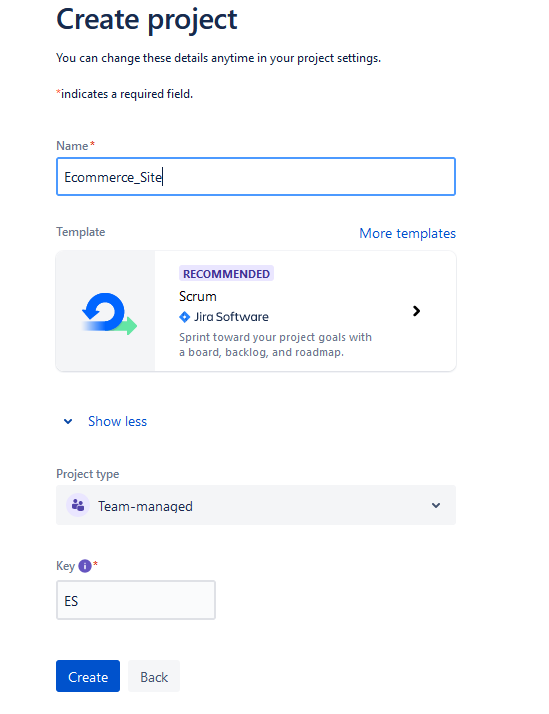 Create project
You can change these details anytime in your project settings.
*indicates a required field.
Name*
Ecommerce_Site
Template
More templates
RECOMMENDED
Scrum
Jira Software
Sprint toward your project goals with
a board, backlog, and roadmap.
Show less
Project type
Team-managed
Key i *
ES
Create
Back